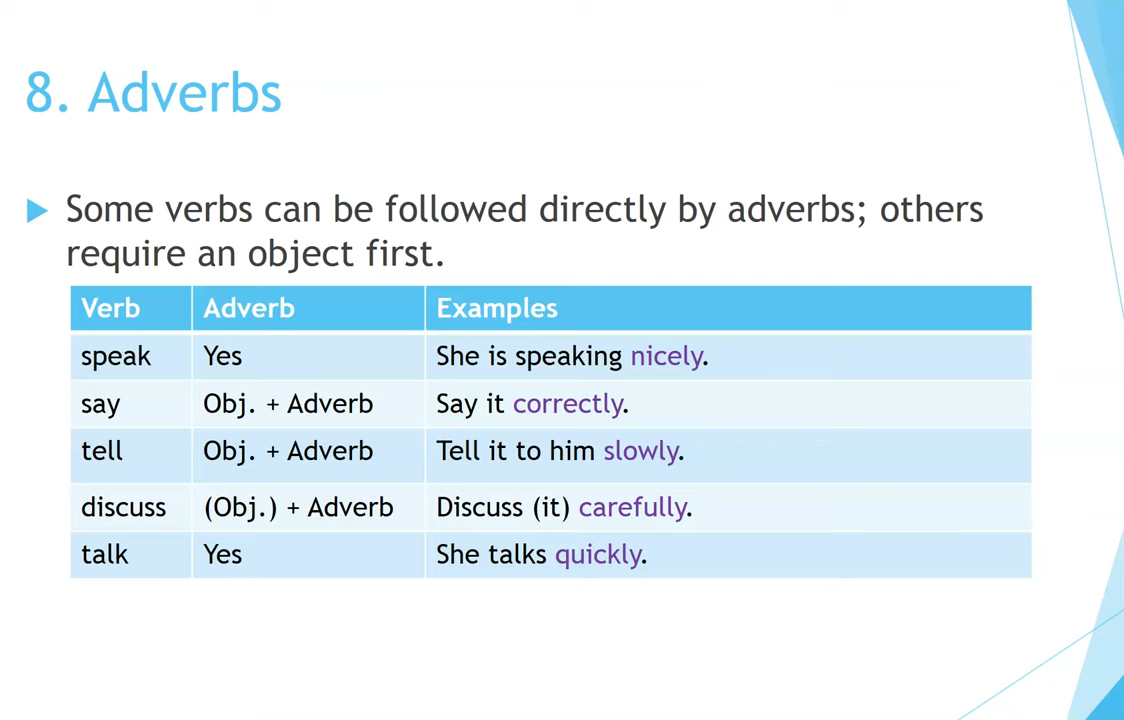 8. Adverbs
Some verbs can be followed directly by adverbs; others
require an object first.
Verb Adverb Examples
speak Yes She is speaking nicely.
say Obj. + Adverb Say it correctly.
tell Obj. + Adverb Tell it to him slowly.
discuss (Obj.) + Adverb Discuss (it) carefully.
talk Yes She talks quickly.